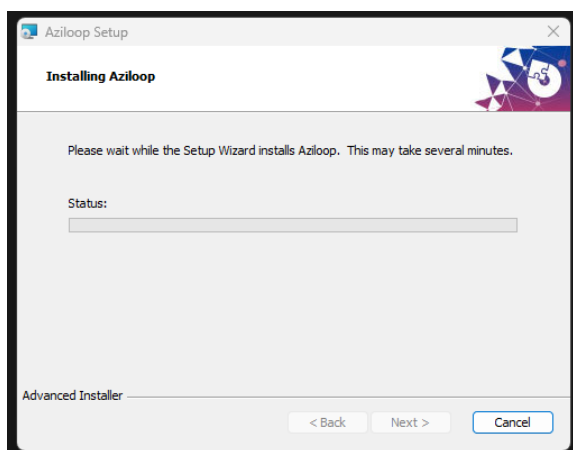 Aziloop Setup
Installing Aziloop
Please wait while the Setup Wizard installs Aziloop. This may take several minutes.
Status:
Advanced Installer
< Back
Next >
Cancel